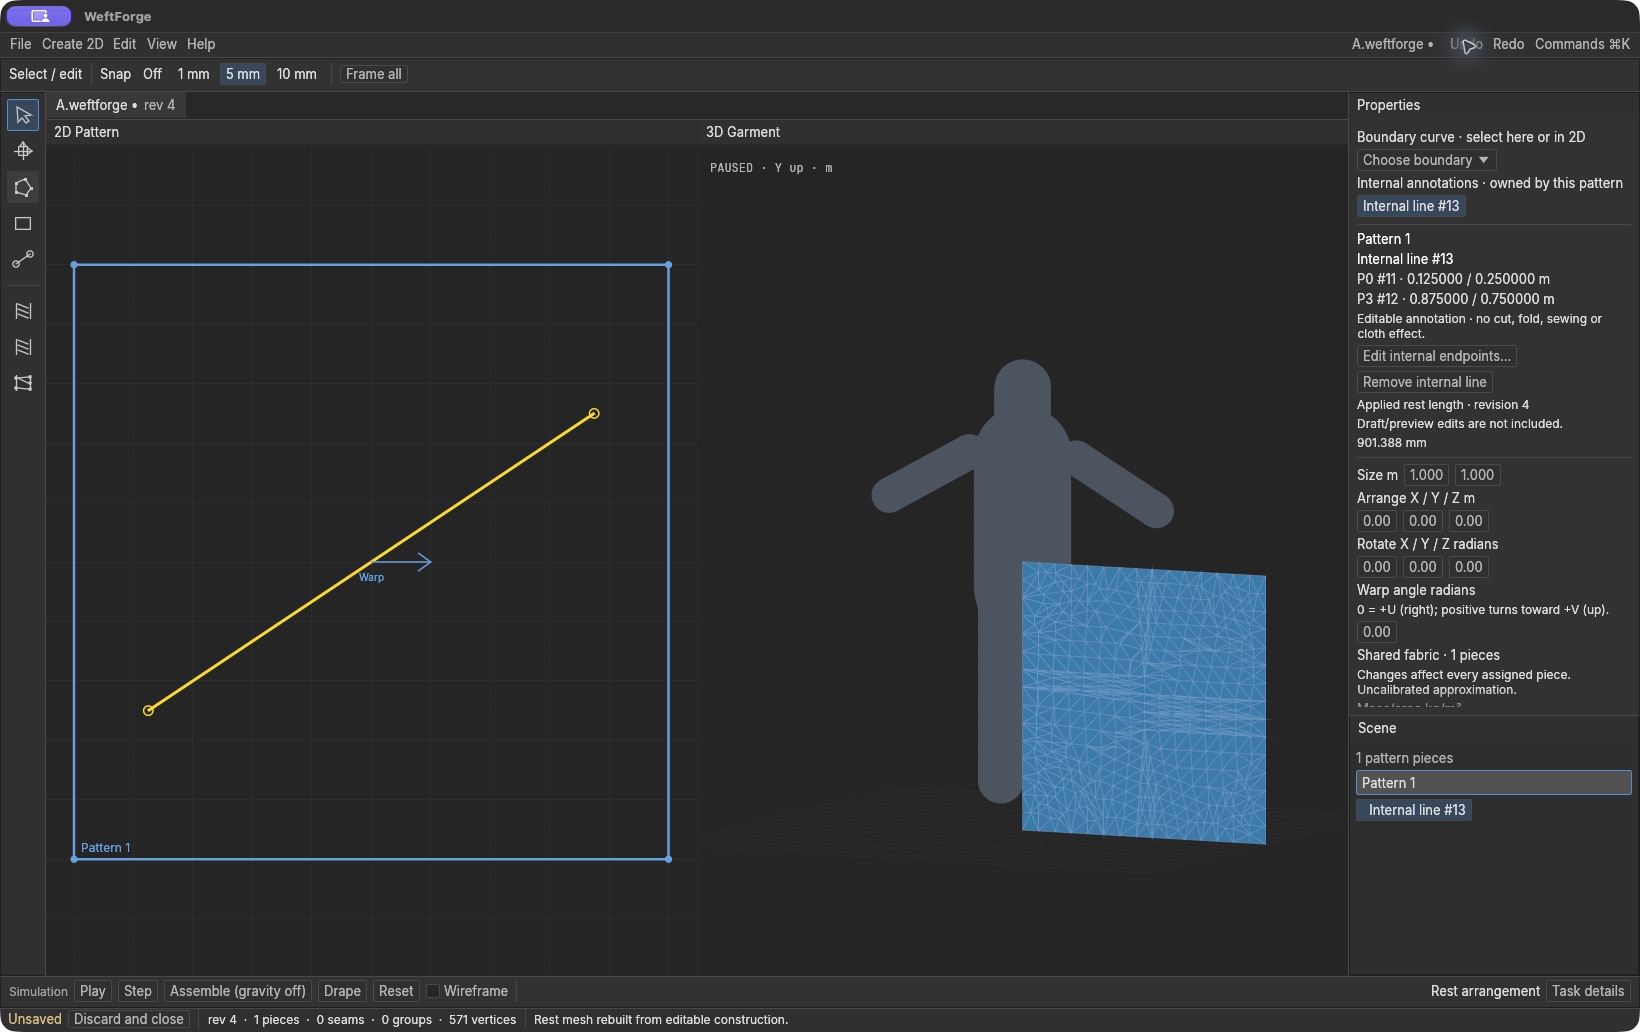 WeftForge
File Create 2D Edit View Help
A.weftforge • Undo Redo Commands ⌘K
Select / edit Snap Off 1 mm 5 mm 10 mm Frame all
A.weftforge • rev 4
2D Pattern
3D Garment
PAUSED · Y up · m
Warp
Pattern 1
Properties
Boundary curve · select here or in 2D
Choose boundary
Internal annotations · owned by this pattern
Internal line #13
Pattern 1
Internal line #13
P0 #11 · 0.125000 / 0.250000 m
P3 #12 · 0.875000 / 0.750000 m
Editable annotation · no cut, fold, sewing or
cloth effect.
Edit internal endpoints...
Remove internal line
Applied rest length · revision 4
Draft/preview edits are not included.
901.388 mm
Size m 1.000 1.000
Arrange X / Y / Z m
0.00 0.00 0.00
Rotate X / Y / Z radians
0.00 0.00 0.00
Warp angle radians
0 = +U (right); positive turns toward +V (up).
0.00
Shared fabric · 1 pieces
Changes affect every assigned piece.
Uncalibrated approximation.
Scene
1 pattern pieces
Pattern 1
Internal line #13
Simulation Play Step Assemble (gravity off) Drape Reset Wireframe
Rest arrangement Task details
Unsaved Discard and close rev 4 · 1 pieces · 0 seams · 0 groups · 571 vertices Rest mesh rebuilt from editable construction.